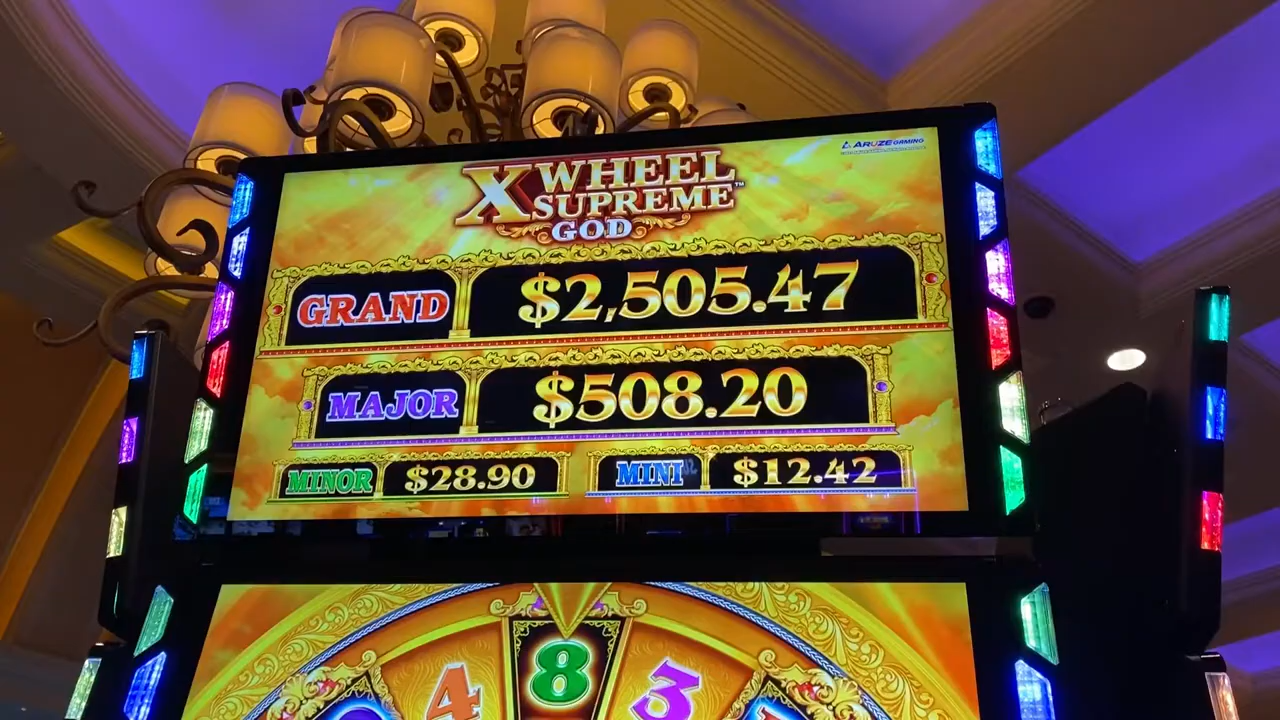 ARUZE GAMING
X WHEEL
SUPREME™
GOD
GRAND $2,505.47
MAJOR $508.20
MINOR $28.90 MINI $12.42
4 8 3